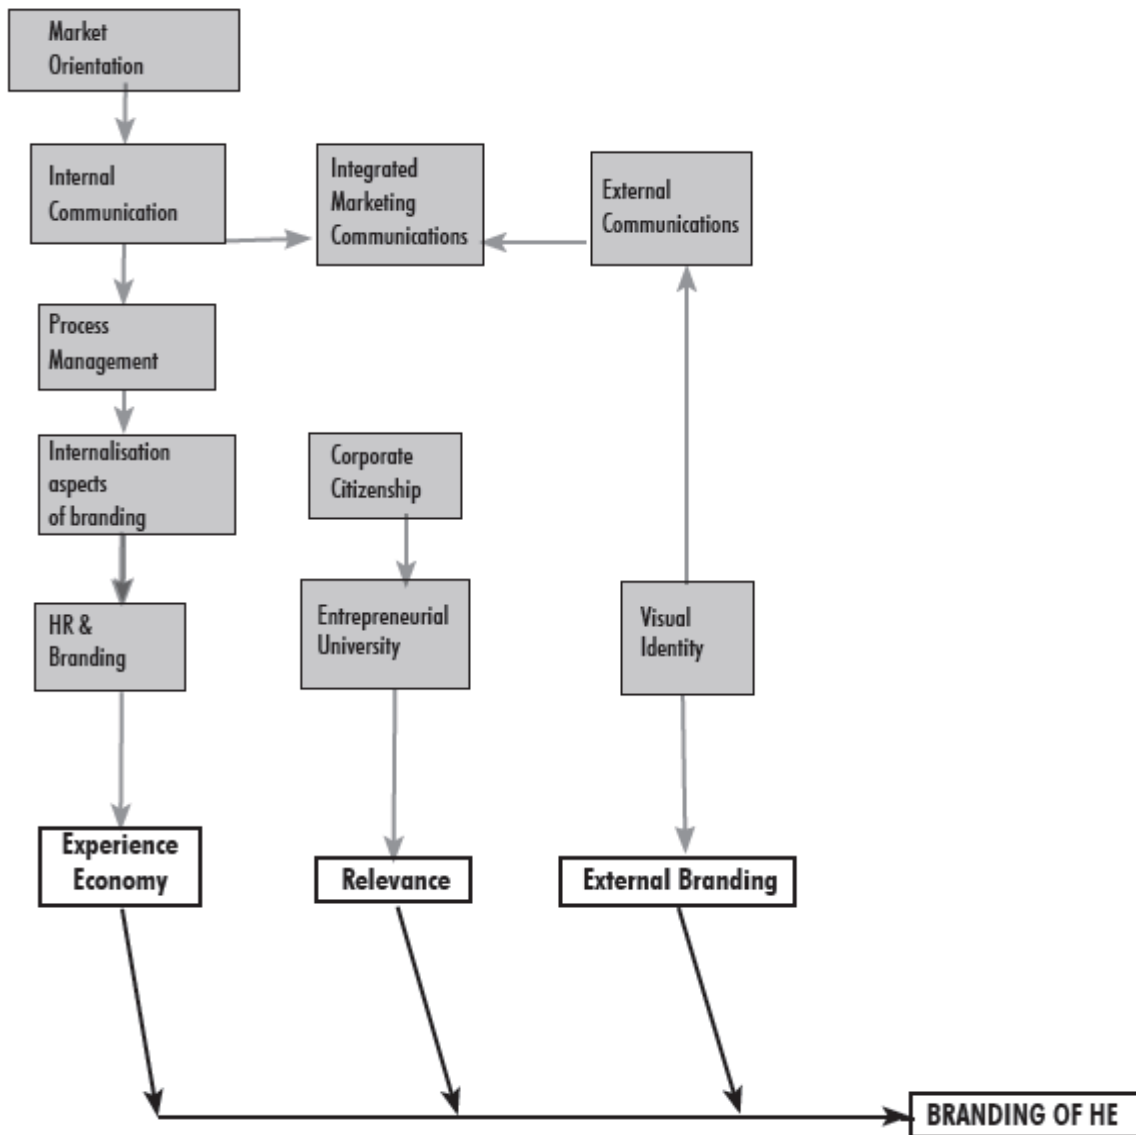 Market
Orientation
Internal
Communication
Integrated
Marketing
Communications
External
Communications
Process
Management
Internalisation
aspects
of branding
Corporate
Citizenship
HR &
Branding
Entrepreneurial
University
Visual
Identity
Experience
Economy
Relevance
External Branding
BRANDING OF HE